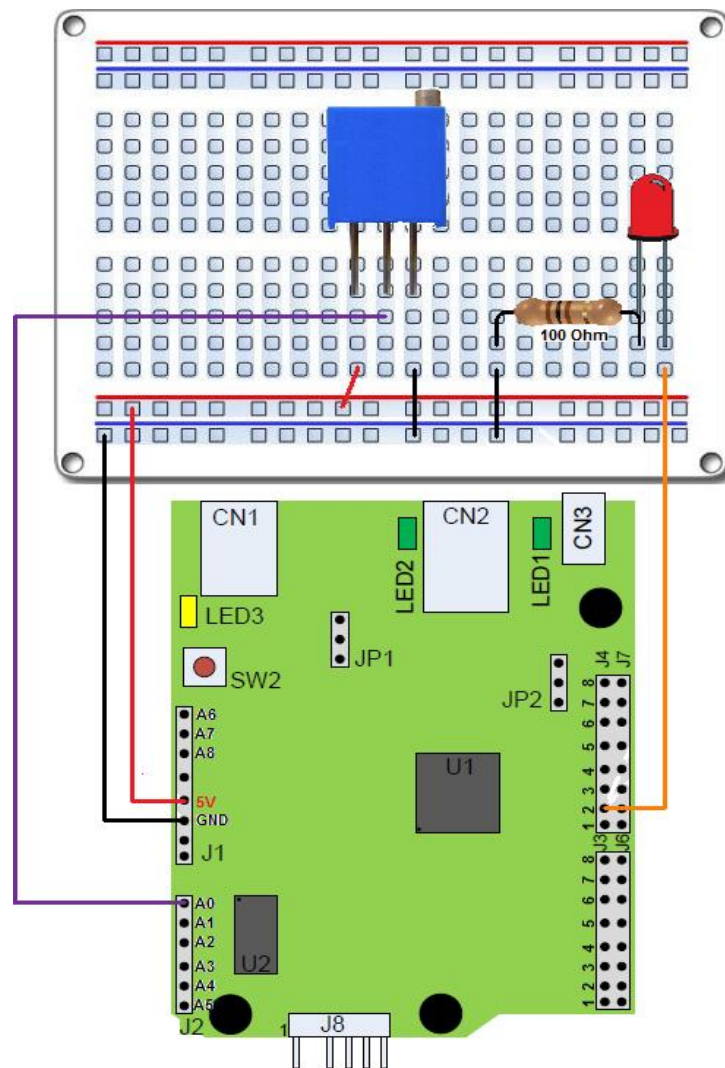 100 Ohm
CN1
CN2
CN3
LED2
LED1
LED3
JP1
SW2
JP2
J4
J7
8
7
6
5
4
3
2
1
A6
A7
A8
5V
GND
J1
U1
J3
J6
8
7
6
5
4
3
2
1
A0
A1
A2
A3
A4
A5
J2
U2
1
J8